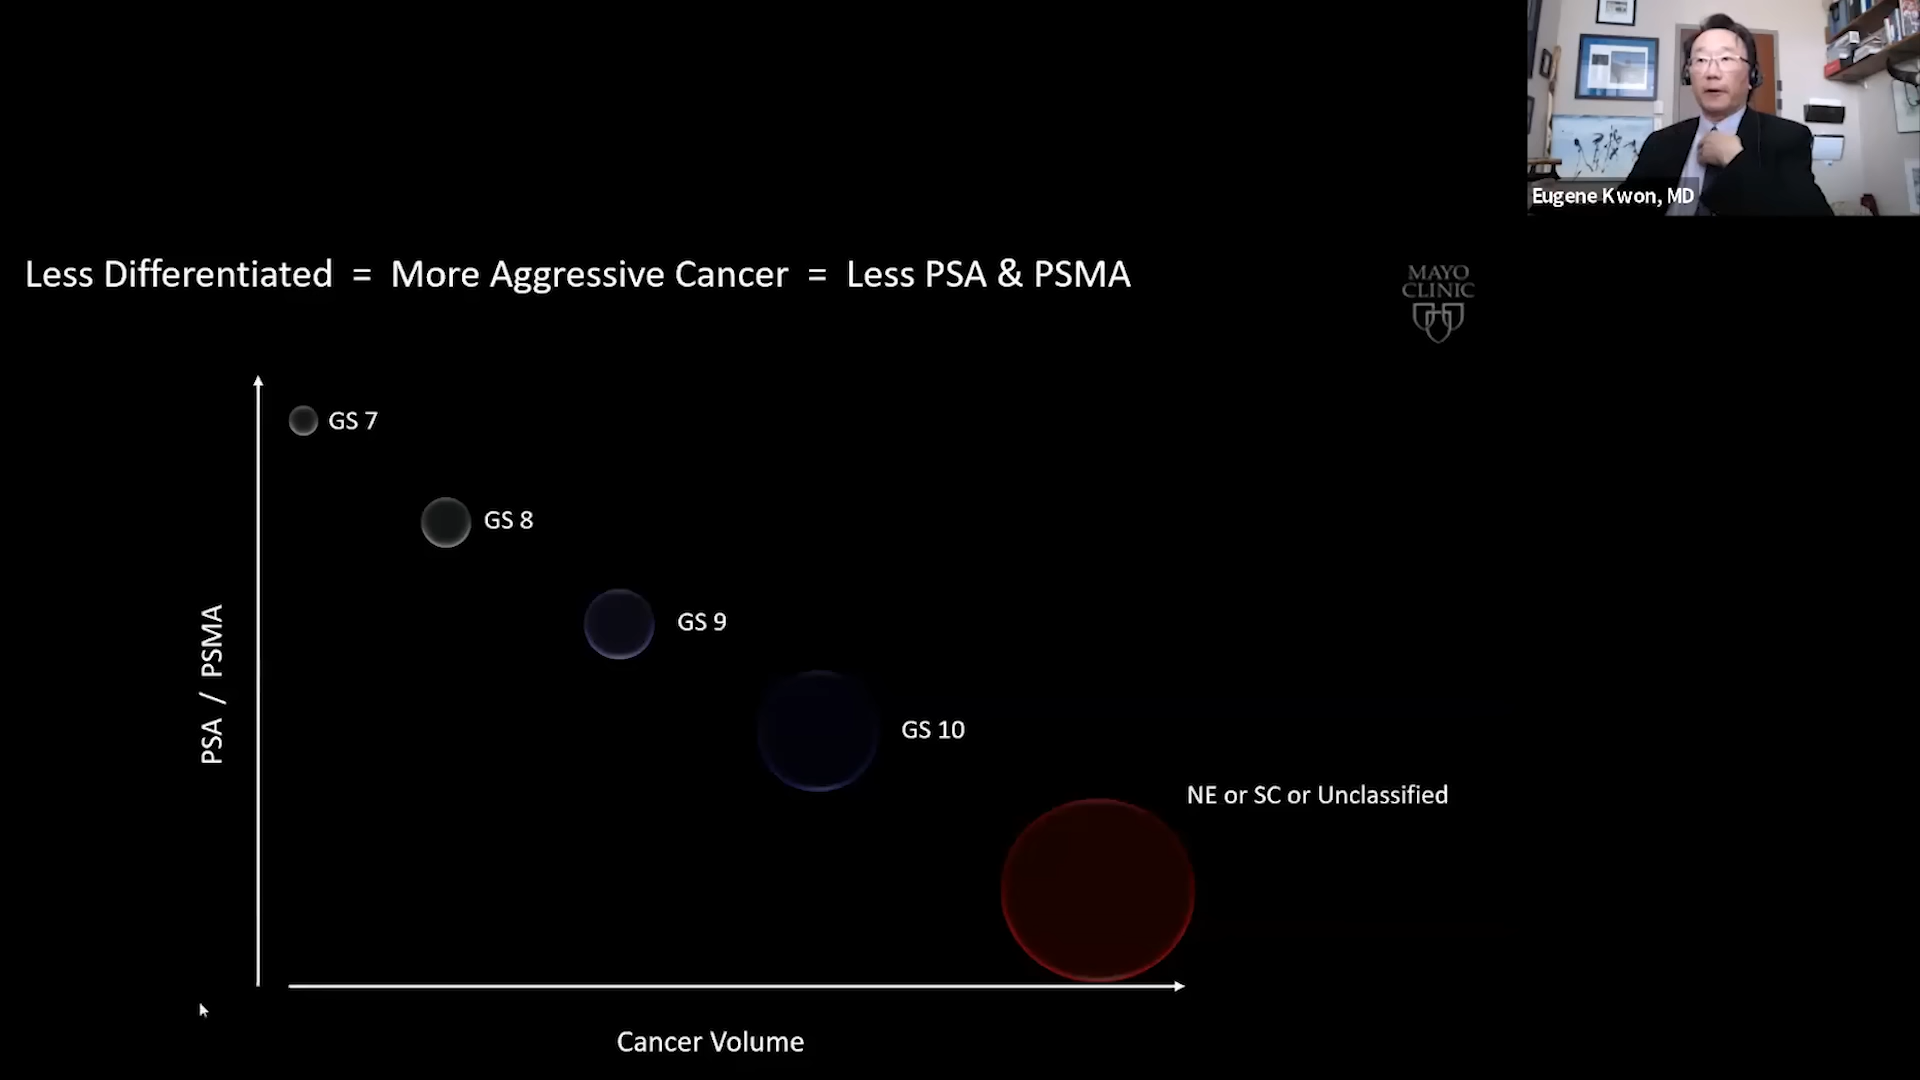 Eugene Kwon, MD
Less Differentiated = More Aggressive Cancer = Less PSA & PSMA
MAYO
CLINIC
GS 7
GS 8
GS 9
GS 10
NE or SC or Unclassified
PSA / PSMA
Cancer Volume